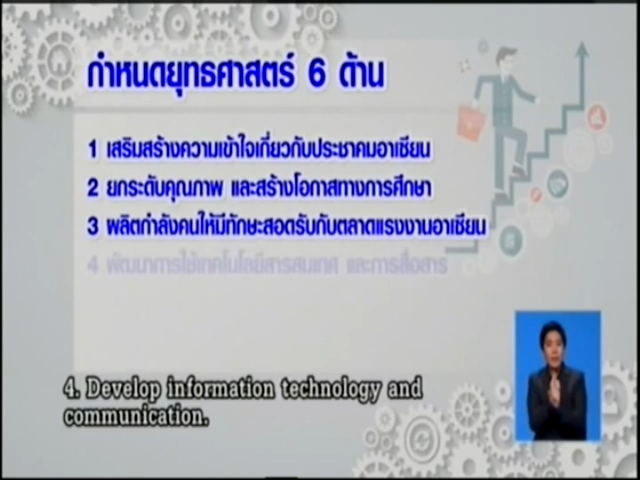 กำหนดยุทธศาสตร์ 6 ด้าน
1 เสริมสร้างความเข้าใจเกี่ยวกับประชาคมอาเซียน
2 ยกระดับคุณภาพ และสร้างโอกาสทางการศึกษา
3 ผลิตกำลังคนให้มีทักษะสอดรับกับตลาดแรงงานอาเซียน
4 พัฒนาการใช้เทคโนโลยีสารสนเทศ และการสื่อสาร
4. Develop information technology and
communication.